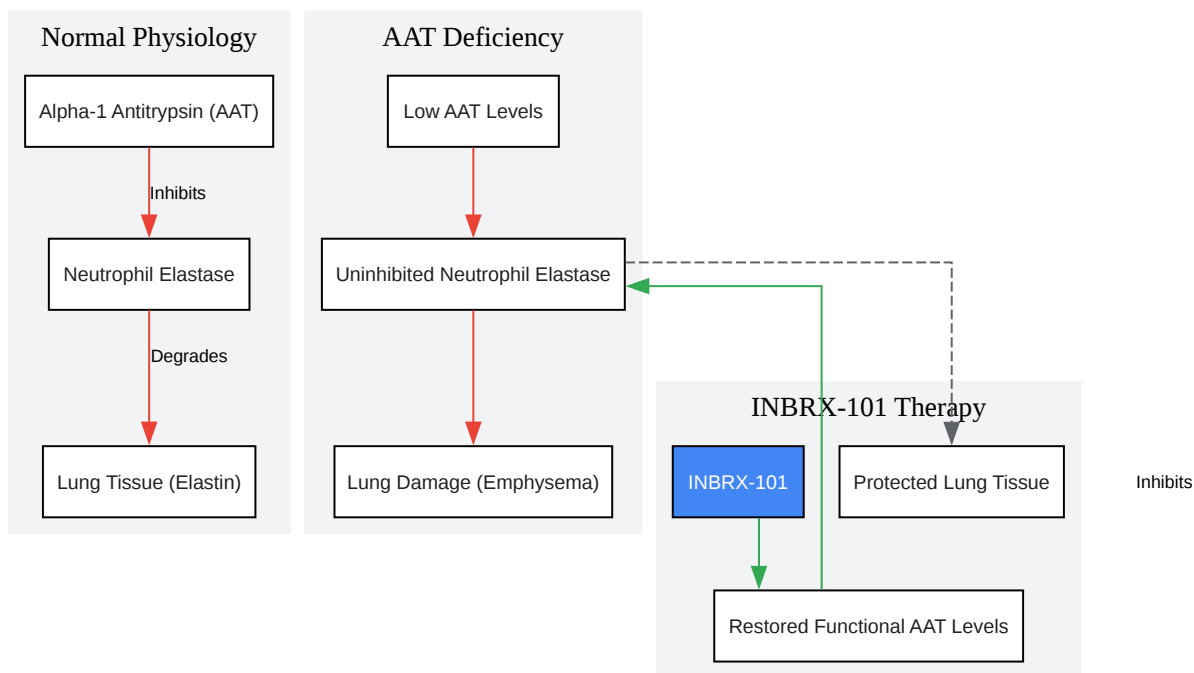 Normal Physiology
Alpha-1 Antitrypsin (AAT)
Inhibits
Neutrophil Elastase
Degrades
Lung Tissue (Elastin)
AAT Deficiency
Low AAT Levels
Uninhibited Neutrophil Elastase
Lung Damage (Emphysema)
INBRX-101 Therapy
INBRX-101
Protected Lung Tissue
Inhibits
Restored Functional AAT Levels